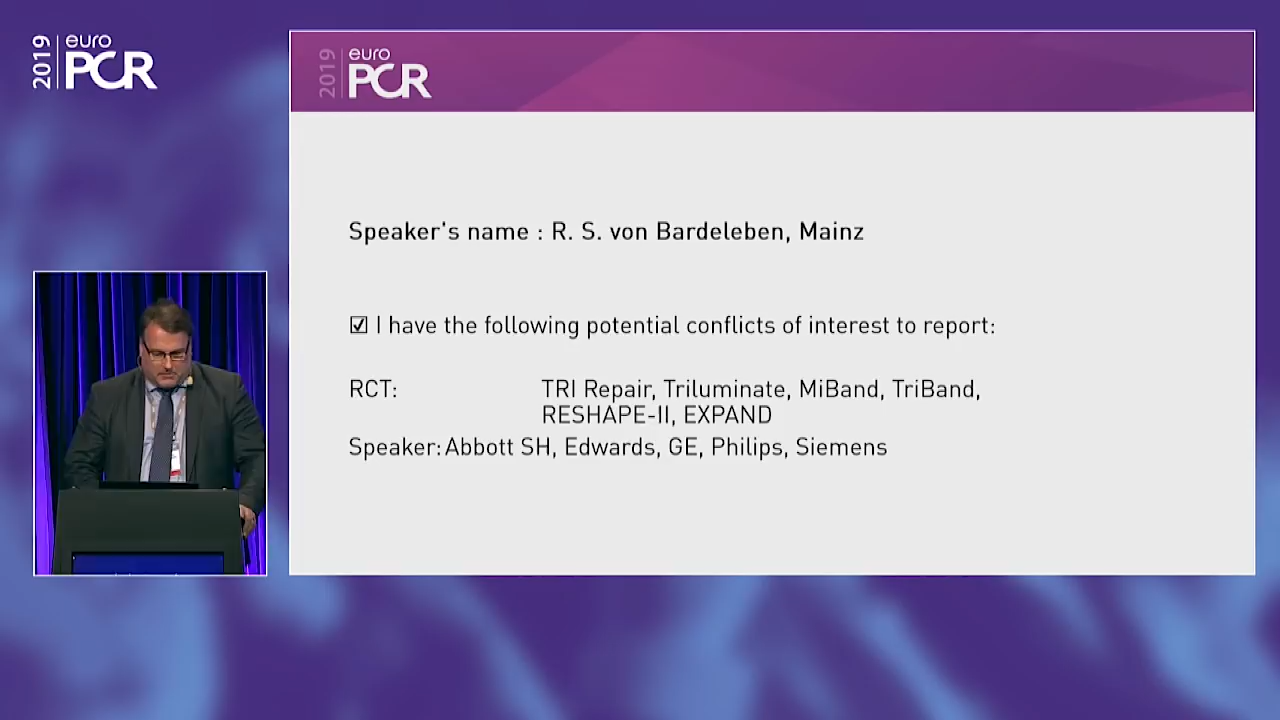 2019 euro PCR
2019 euro PCR
Speaker's name : R. S. von Bardeleben, Mainz
☑ I have the following potential conflicts of interest to report:
RCT: TRI Repair, Triluminate, MiBand, TriBand,
RESHAPE-II, EXPAND
Speaker: Abbott SH, Edwards, GE, Philips, Siemens